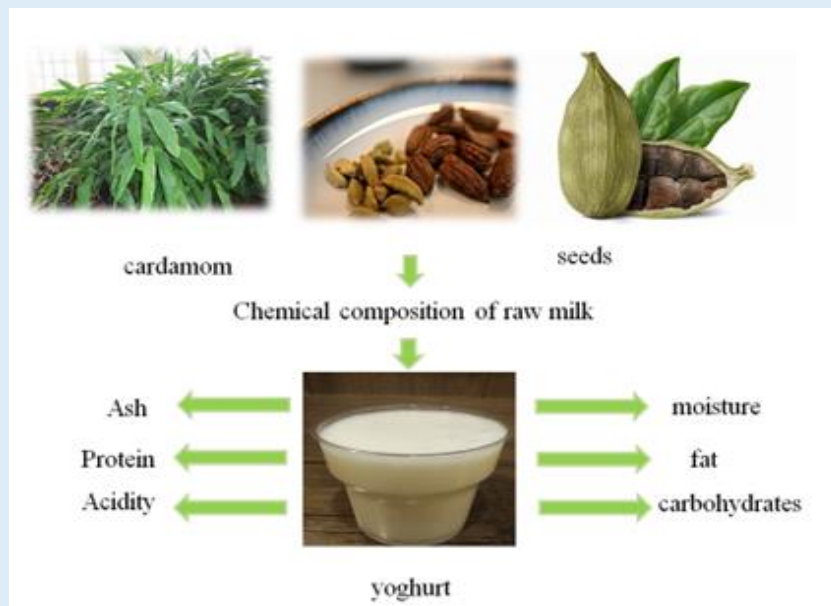 cardamom
seeds
Chemical composition of raw milk
Ash
moisture
Protein
fat
Acidity
carbohydrates
yoghurt